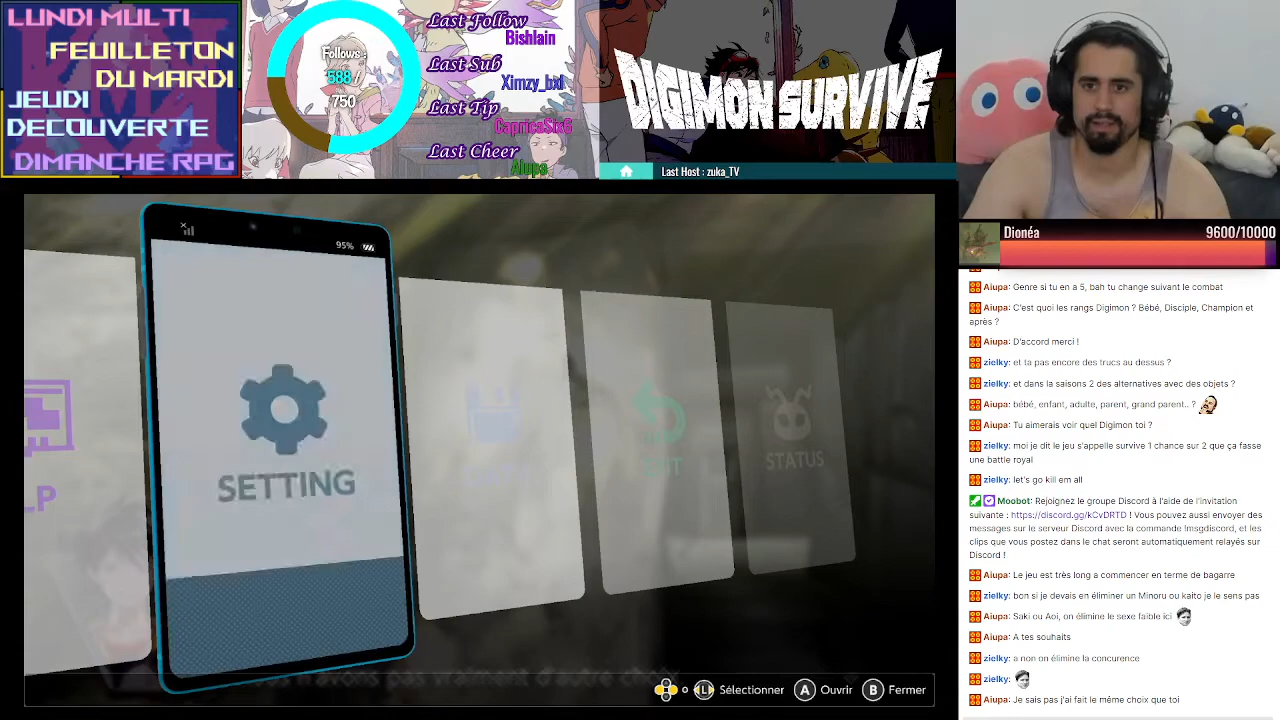 LUNDI MULTI
FEUILLETON
DU MARDI
JEUDI
DECOUVERTE
DIMANCHE RPG
Follows :
588 /
750
Last Follow
Bishlain
Last Sub
Ximzy_bxl
Last Tip
CapricaSix6
Last Cheer
Aiupa
DIGIMON SURVIVE
Last Host : zuka_TV
Dionéa 9600/10000
95%
LP
SETTING
EXIT
STATUS
avons pas vraiment d'autre choix
Sélectionner
A Ouvrir
B Fermer
Aiupa: Genre si tu en a 5, bah tu change suivant le combat
Aiupa: C'est quoi les rangs Digimon ? Bébé, Disciple, Champion et
après ?
Aiupa: D'accord merci !
zielky: et ta pas encore des trucs au dessus ?
zielky: et dans la saisons 2 des alternatives avec des objets ?
Aiupa: bébé, enfant, adulte, parent, grand parent.. ?
Aiupa: Tu aimerais voir quel Digimon toi ?
zielky: moi je dit le jeu s'appelle survive 1 chance sur 2 que ça fasse
une battle royal
zielky: let's go kill em all
Moobot: Rejoignez le groupe Discord à l'aide de l'invitation
suivante : https://discord.gg/kCvDRTD ! Vous pouvez aussi envoyer des
messages sur le serveur Discord avec la commande !msgdiscord, et les
clips que vous postez dans le chat seront automatiquement relayés sur
Discord !
Aiupa: Le jeu est très long a commencer en terme de bagarre
zielky: bon si je devais en éliminer un Minoru ou kaito je le sens pas
Aiupa: Saki ou Aoi, on élimine le sexe faible ici
Aiupa: A tes souhaits
zielky: a non on élimine la concurence
zielky:
Aiupa: Je sais pas j'ai fait le même choix que toi